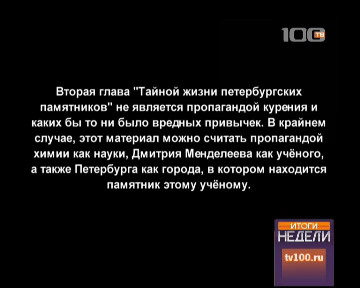 100 ТВ
Вторая глава "Тайной жизни петербургских
памятников" не является пропагандой курения и
каких бы то ни было вредных привычек. В крайнем
случае, этот материал можно считать пропагандой
химии как науки, Дмитрия Менделеева как учёного,
а также Петербурга как города, в котором находится
памятник этому учёному.
ИТОГИ
НЕДЕЛИ
tv100.ru